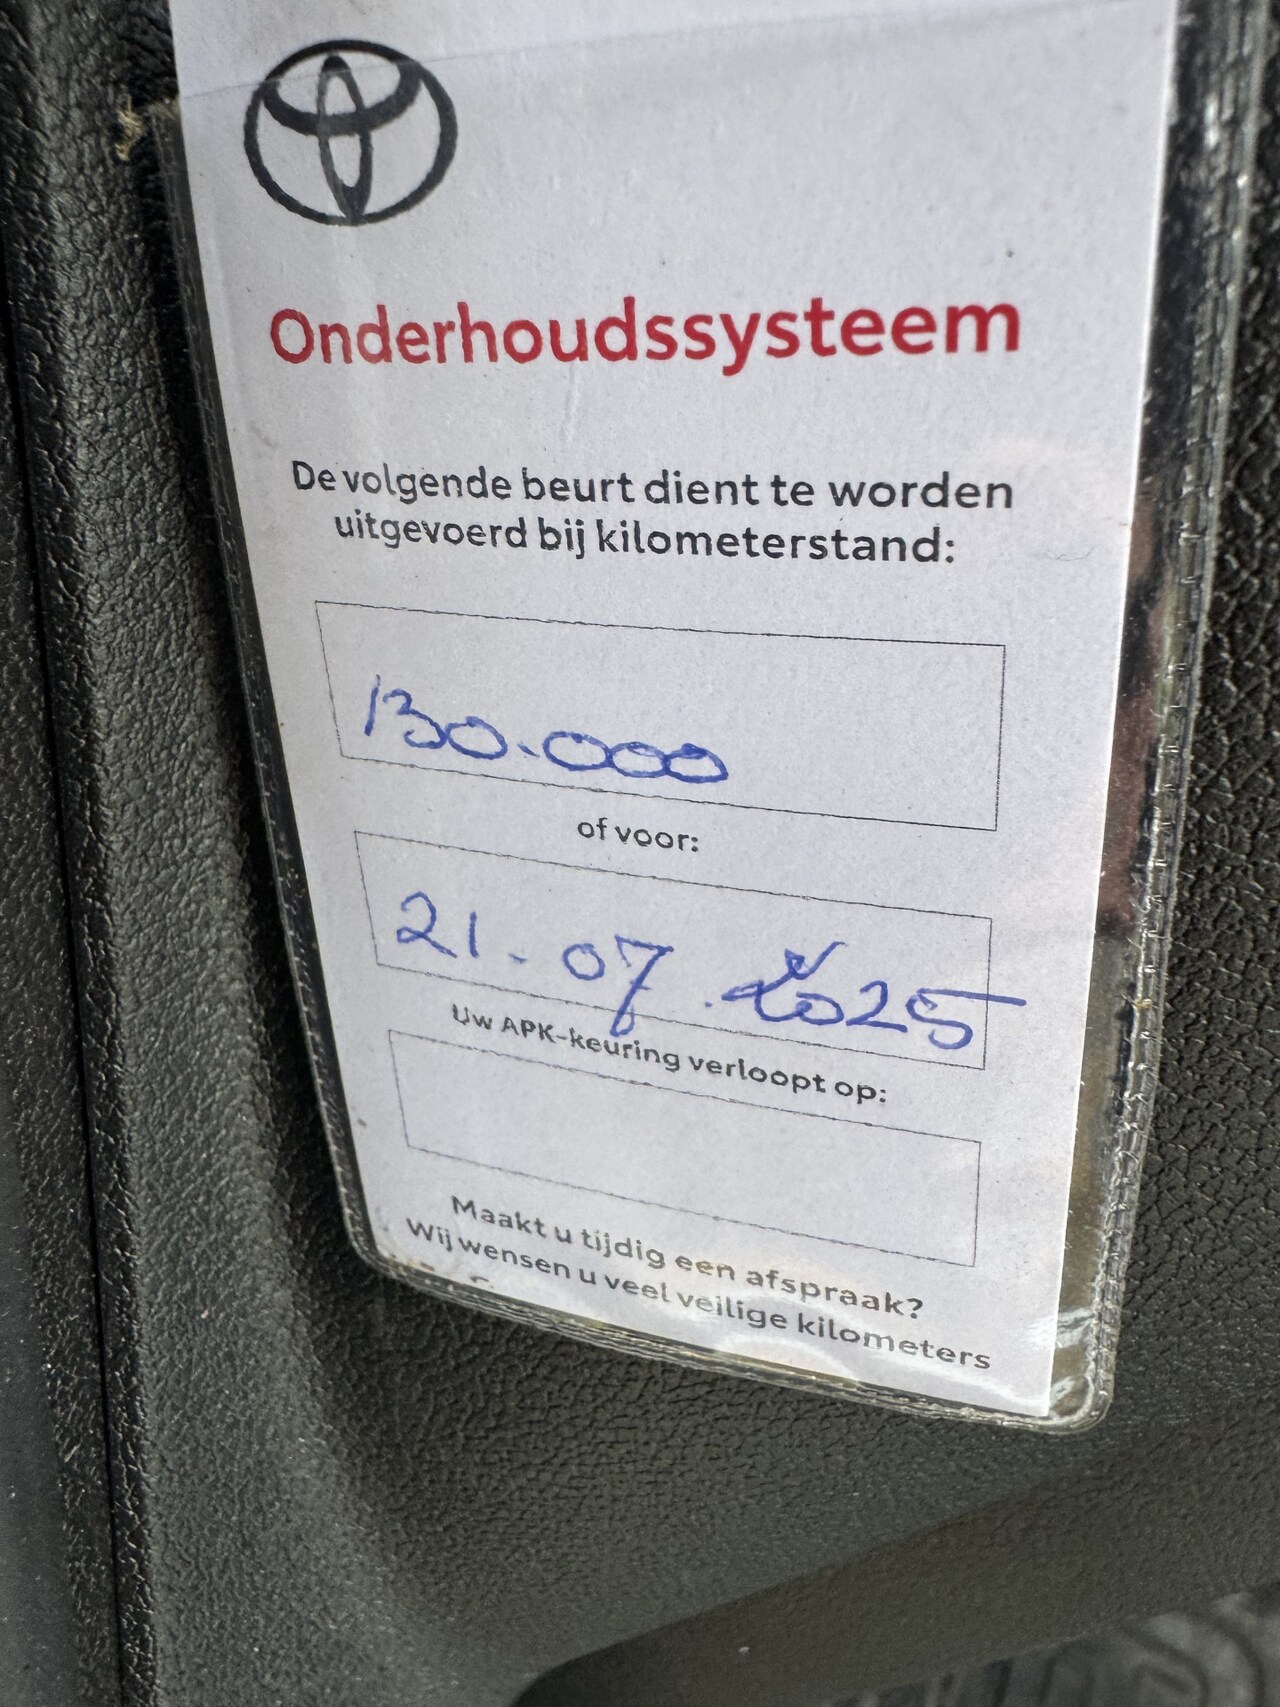 Onderhoudssysteem
De volgende beurt dient te worden
uitgevoerd bij kilometerstand:
130.000
of voor:
21.07.2025
Uw APK-keuring verloopt op:
Maakt u tijdig een afspraak?
Wij wensen u veel veilige kilometers